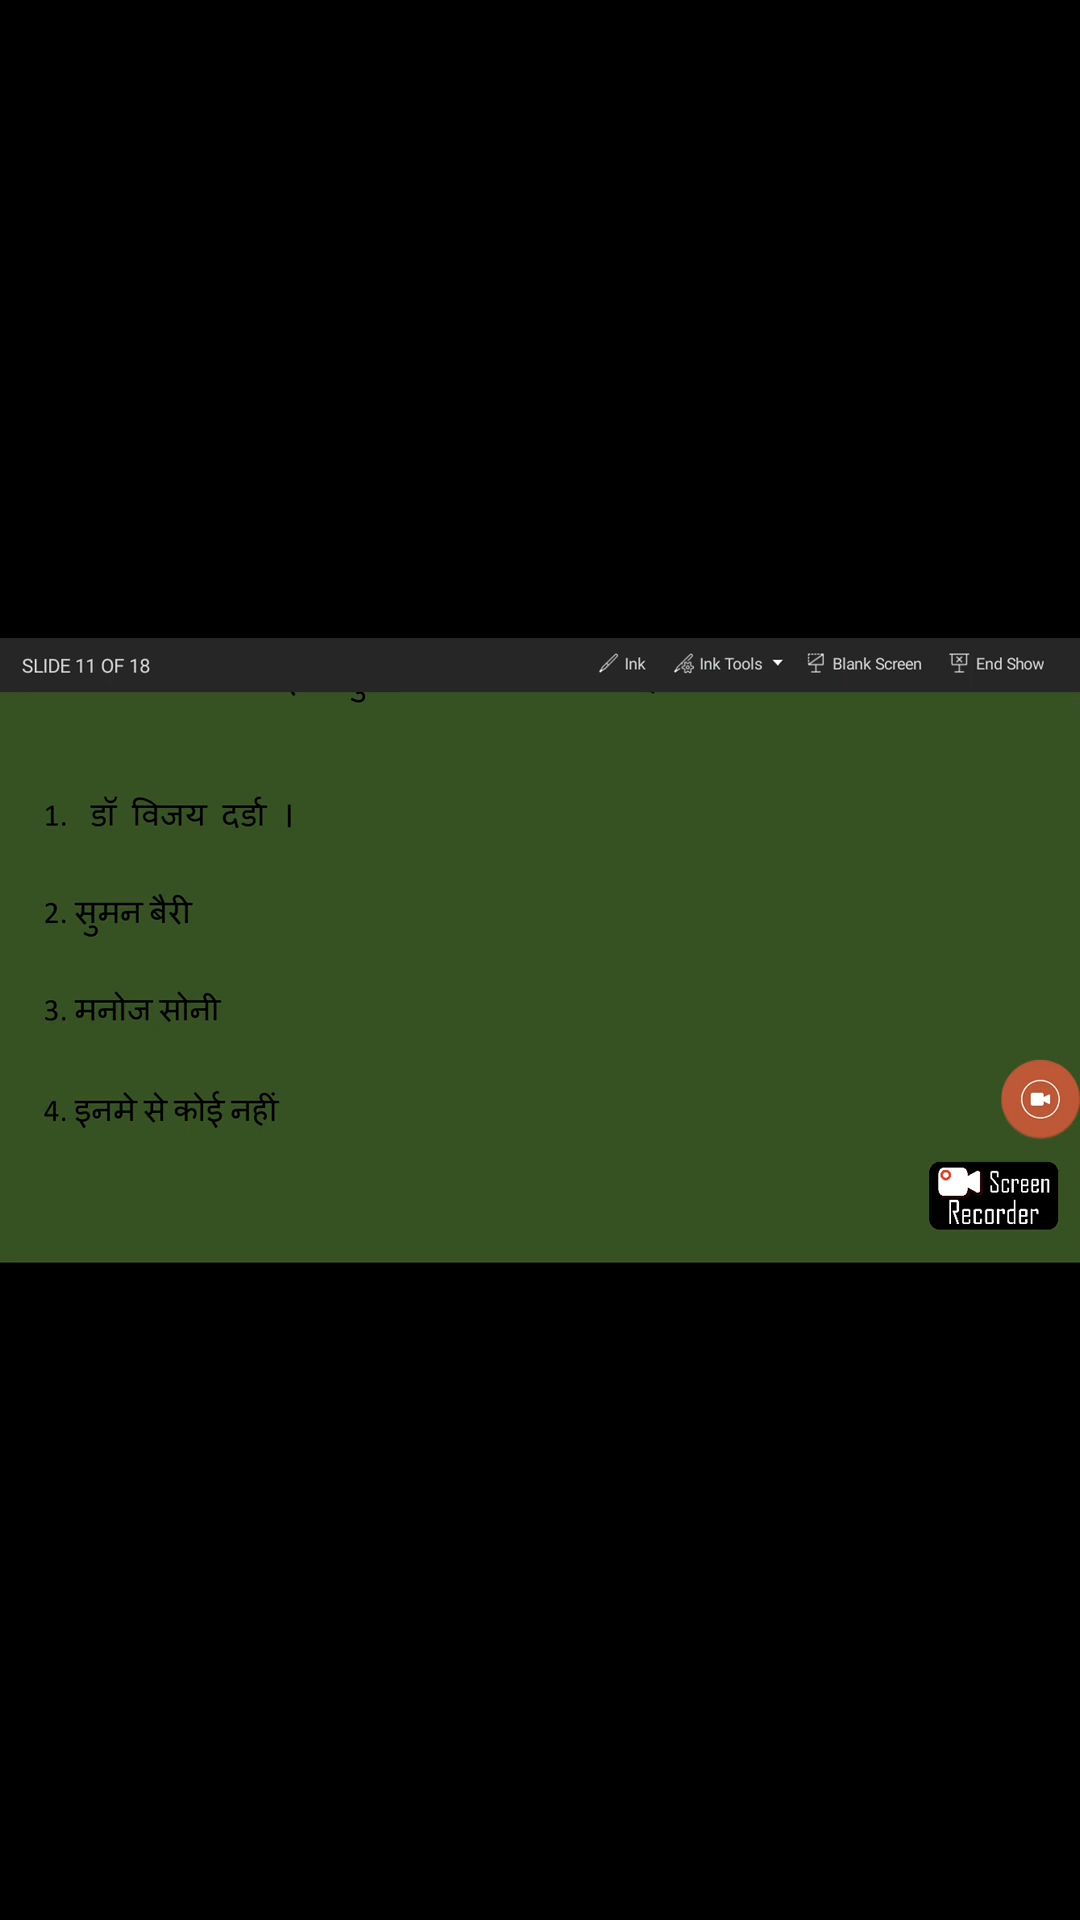 SLIDE 11 OF 18
Ink
Ink Tools
Blank Screen
End Show
1. डॉ विजय दर्डा ।
2. सुमन बैरी
3. मनोज सोनी
4. इनमे से कोई नहीं
Screen
Recorder